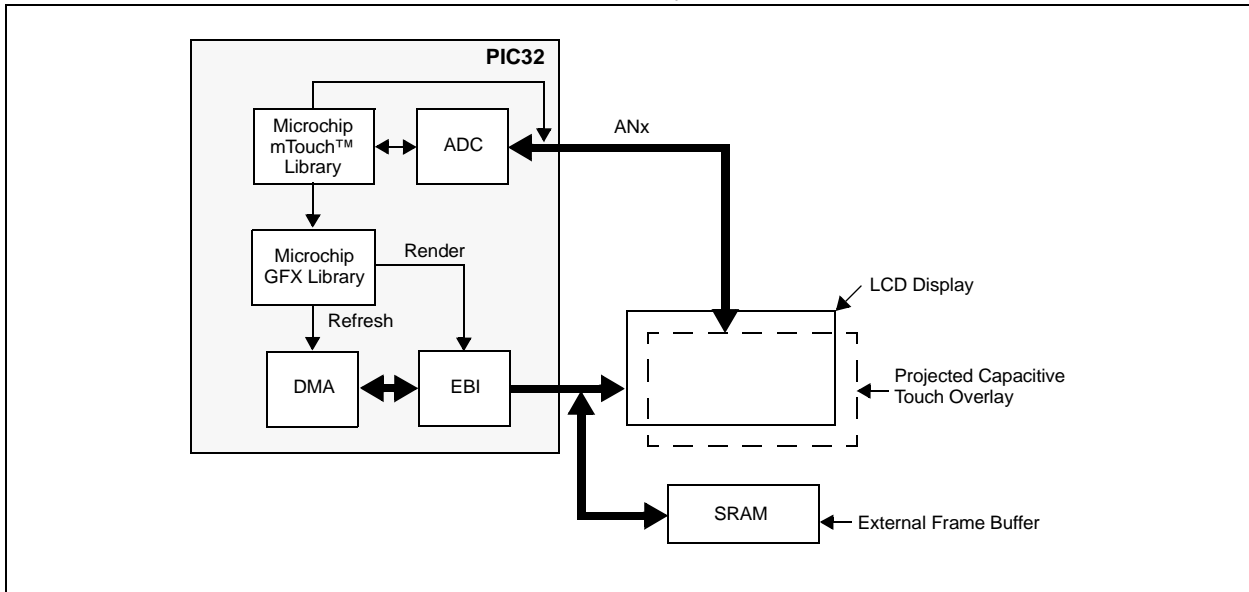 PIC32
Microchip
mTouch™
Library
ADC
ANx
Microchip
GFX Library
Render
Refresh
LCD Display
DMA
EBI
Projected Capacitive
Touch Overlay
SRAM
External Frame Buffer